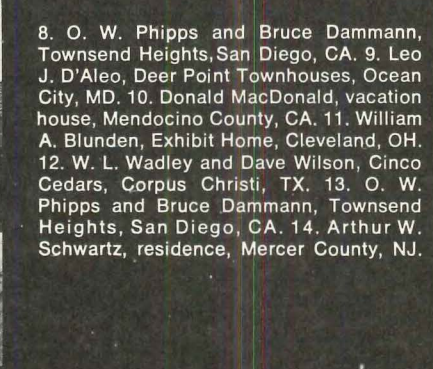 8. O. W. Phipps and Bruce Dammann,
Townsend Heights, San Diego, CA. 9. Leo
J. D'Aleo, Deer Point Townhouses, Ocean
City, MD. 10. Donald MacDonald, vacation
house, Mendocino County, CA. 11. William
A. Blunden, Exhibit Home, Cleveland, OH.
12. W. L. Wadley and Dave Wilson, Cinco
Cedars, Corpus Christi, TX. 13. O. W.
Phipps and Bruce Dammann, Townsend
Heights, San Diego, CA. 14. Arthur W.
Schwartz, residence, Mercer County, NJ.